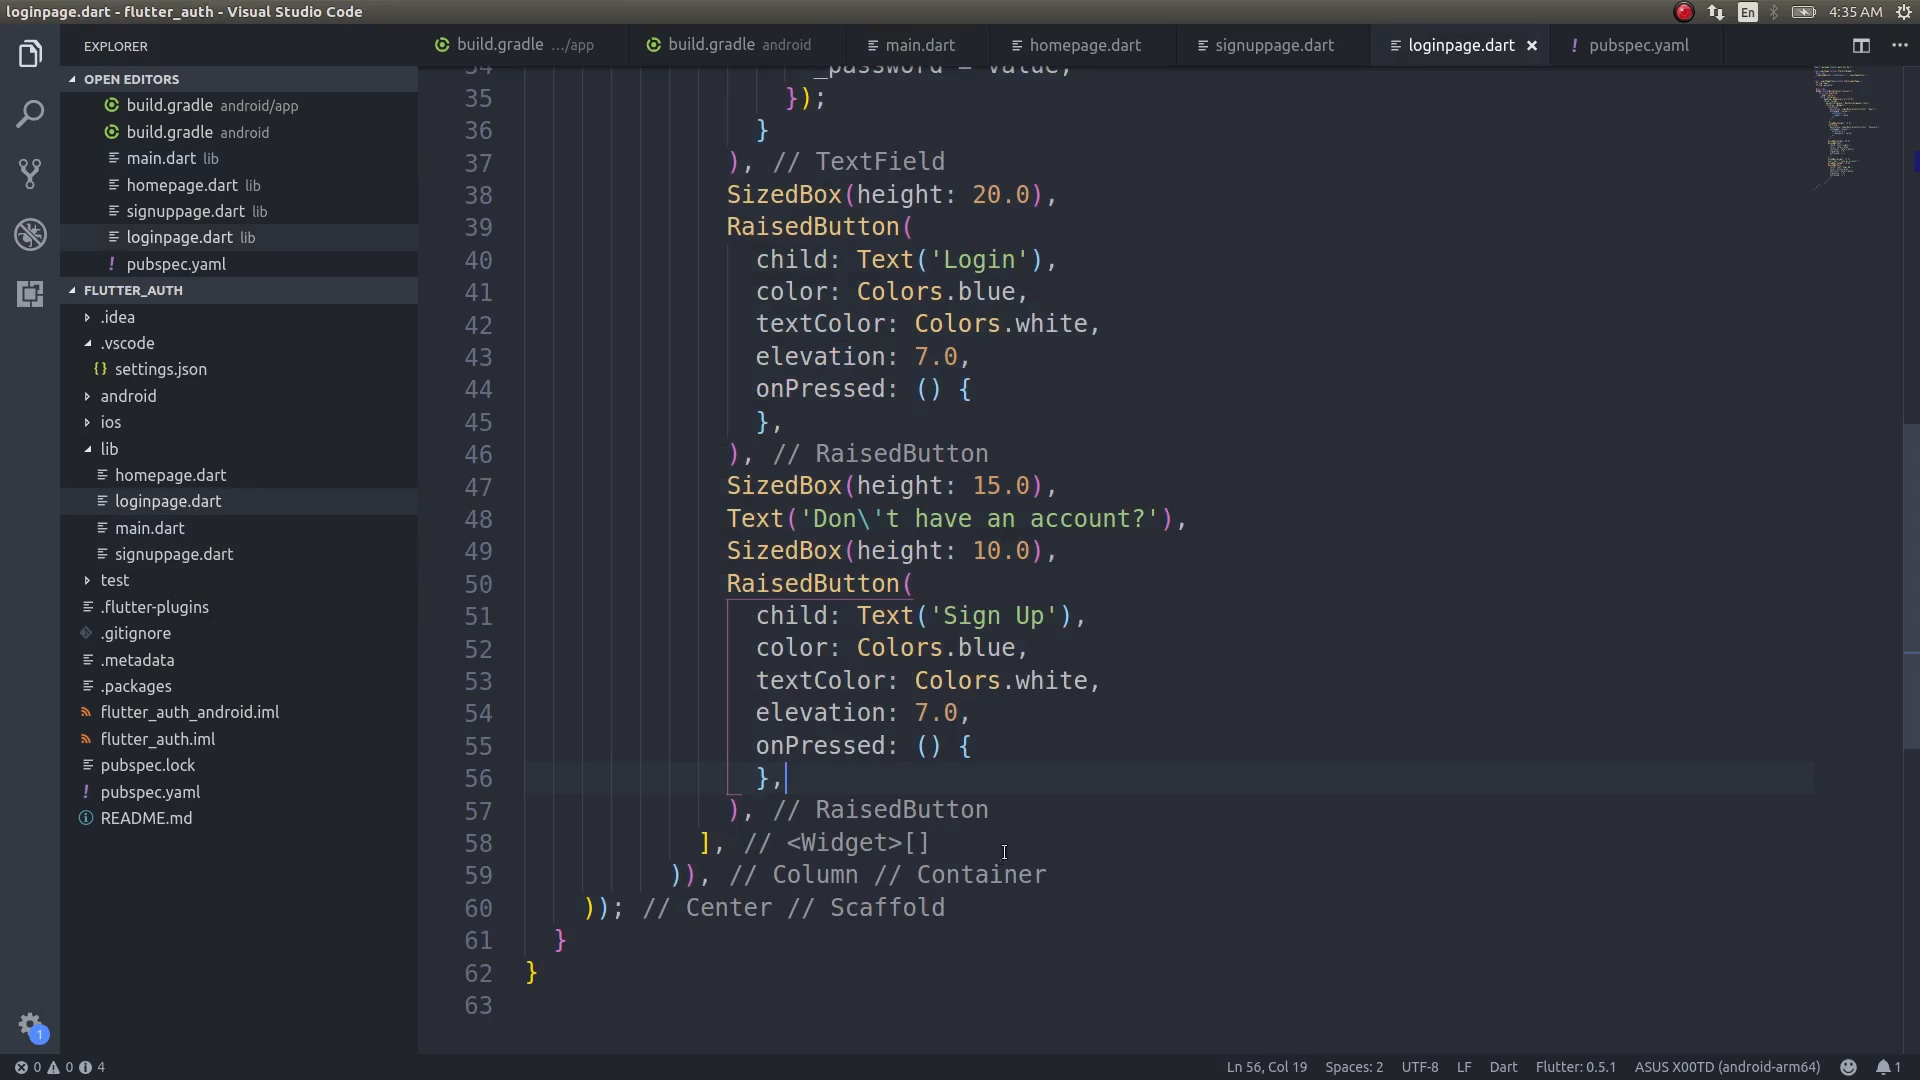 loginpage.dart - flutter_auth - Visual Studio Code
En
4:35 AM
EXPLORER
build.gradle .../app
build.gradle android
main.dart
homepage.dart
signuppage.dart
loginpage.dart
! pubspec.yaml
OPEN EDITORS
build.gradle android/app
build.gradle android
main.dart lib
homepage.dart lib
signuppage.dart lib
loginpage.dart lib
! pubspec.yaml
FLUTTER_AUTH
.idea
.vscode
{} settings.json
android
ios
lib
homepage.dart
loginpage.dart
main.dart
signuppage.dart
test
.flutter-plugins
.gitignore
.metadata
.packages
flutter_auth_android.iml
flutter_auth.iml
pubspec.lock
! pubspec.yaml
README.md
1
34 _password = value;
35 });
36 }
37 ), // TextField
38 SizedBox(height: 20.0),
39 RaisedButton(
40 child: Text('Login'),
41 color: Colors.blue,
42 textColor: Colors.white,
43 elevation: 7.0,
44 onPressed: () {
45 },
46 ), // RaisedButton
47 SizedBox(height: 15.0),
48 Text('Don\'t have an account?'),
49 SizedBox(height: 10.0),
50 RaisedButton(
51 child: Text('Sign Up'),
52 color: Colors.blue,
53 textColor: Colors.white,
54 elevation: 7.0,
55 onPressed: () {
56 },
57 ), // RaisedButton
58 ], // <Widget>[]
59 )), // Column // Container
60 )); // Center // Scaffold
61 }
62 }
63
0 0 4
Ln 56, Col 19
Spaces: 2
UTF-8
LF
Dart
Flutter: 0.5.1
ASUS X00TD (android-arm64)
1